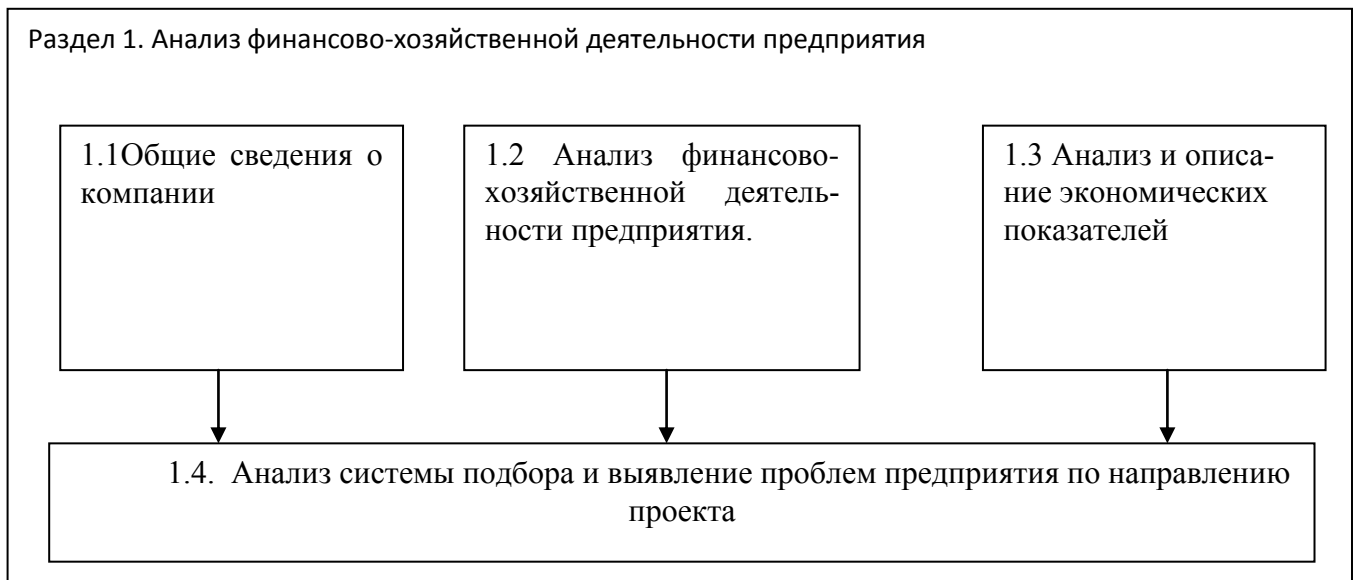 Раздел 1. Анализ финансово-хозяйственной деятельности предприятия
1.1Общие сведения о
компании
1.2 Анализ финансово-
хозяйственной деятель-
ности предприятия.
1.3 Анализ и описа-
ние экономических
показателей
1.4. Анализ системы подбора и выявление проблем предприятия по направлению
проекта